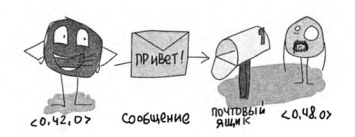 ПРИВЕТ!
<0.42.0>
сообщение
почтовый
ящик
<0.48.0>